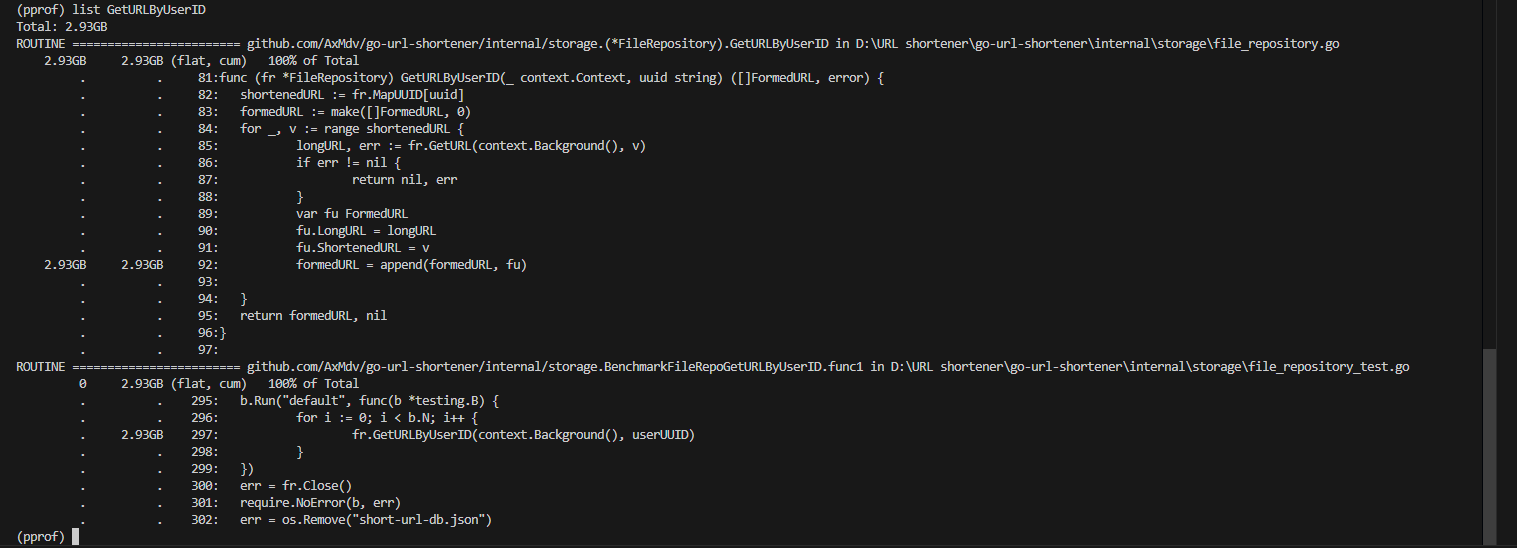 (pprof) list GetURLByUserID
Total: 2.93GB
ROUTINE ======================== github.com/AxMdv/go-url-shortener/internal/storage.(*FileRepository).GetURLByUserID in D:\URL shortener\go-url-shortener\internal\storage\file_repository.go
    2.93GB     2.93GB (flat, cum)   100% of Total
         .          .     81:func (fr *FileRepository) GetURLByUserID(_ context.Context, uuid string) ([]FormedURL, error) {
         .          .     82:   shortenedURL := fr.MapUUID[uuid]
         .          .     83:   formedURL := make([]FormedURL, 0)
         .          .     84:   for _, v := range shortenedURL {
         .          .     85:           longURL, err := fr.GetURL(context.Background(), v)
         .          .     86:           if err != nil {
         .          .     87:                   return nil, err
         .          .     88:           }
         .          .     89:           var fu FormedURL
         .          .     90:           fu.LongURL = longURL
         .          .     91:           fu.ShortenedURL = v
    2.93GB     2.93GB     92:           formedURL = append(formedURL, fu)
         .          .     93:
         .          .     94:   }
         .          .     95:   return formedURL, nil
         .          .     96:}
         .          .     97:
ROUTINE ======================== github.com/AxMdv/go-url-shortener/internal/storage.BenchmarkFileRepoGetURLByUserID.func1 in D:\URL shortener\go-url-shortener\internal\storage\file_repository_test.go
         0     2.93GB (flat, cum)   100% of Total
         .          .    295:   b.Run("default", func(b *testing.B) {
         .          .    296:           for i := 0; i < b.N; i++ {
         .     2.93GB    297:                   fr.GetURLByUserID(context.Background(), userUUID)
         .          .    298:           }
         .          .    299:   })
         .          .    300:   err = fr.Close()
         .          .    301:   require.NoError(b, err)
         .          .    302:   err = os.Remove("short-url-db.json")
(pprof)